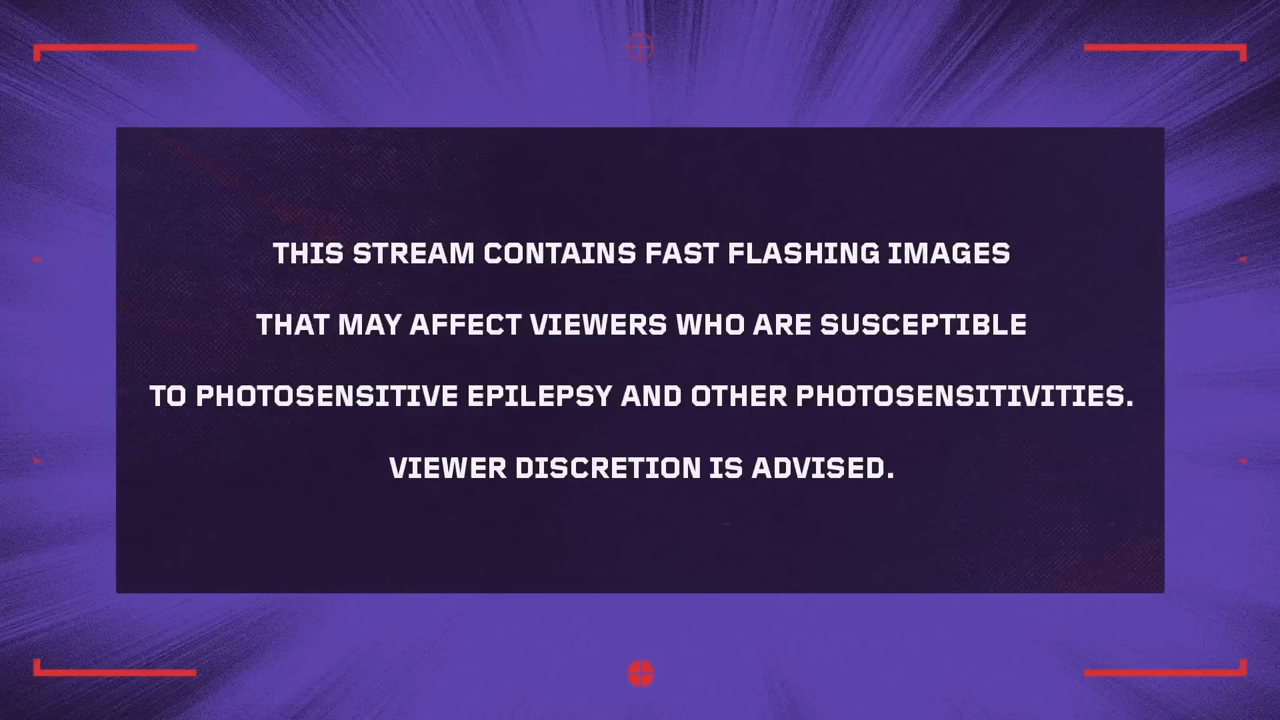 THIS STREAM CONTAINS FAST FLASHING IMAGES
THAT MAY AFFECT VIEWERS WHO ARE SUSCEPTIBLE
TO PHOTOSENSITIVE EPILEPSY AND OTHER PHOTOSENSITIVITIES.
VIEWER DISCRETION IS ADVISED.